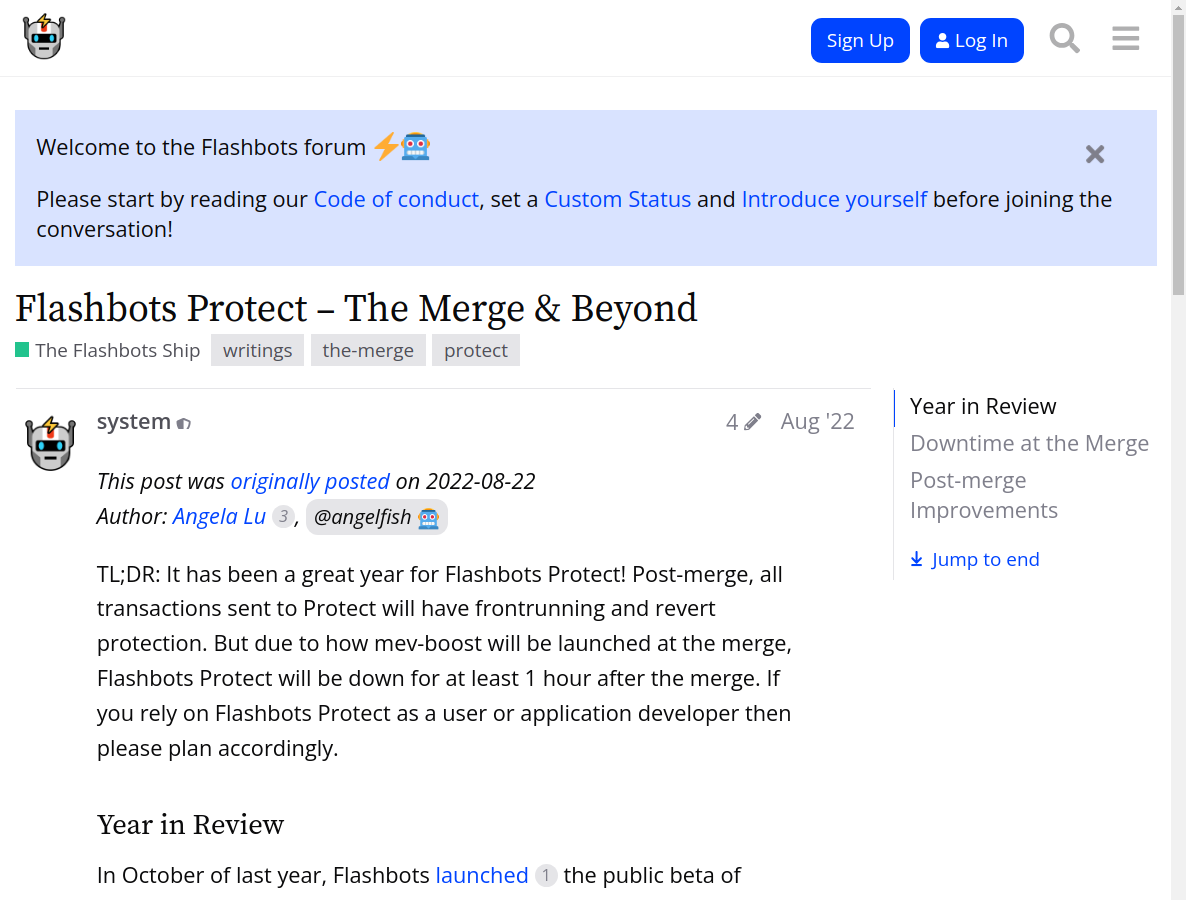 Sign Up
Log In
Welcome to the Flashbots forum
Please start by reading our Code of conduct, set a Custom Status and Introduce yourself before joining the
conversation!
Flashbots Protect – The Merge & Beyond
The Flashbots Ship writings the-merge protect
system 4 Aug '22
This post was originally posted on 2022-08-22
Author: Angela Lu 3, @angelfish
TL;DR: It has been a great year for Flashbots Protect! Post-merge, all
transactions sent to Protect will have frontrunning and revert
protection. But due to how mev-boost will be launched at the merge,
Flashbots Protect will be down for at least 1 hour after the merge. If
you rely on Flashbots Protect as a user or application developer then
please plan accordingly.
Year in Review
In October of last year, Flashbots launched 1 the public beta of
Year in Review
Downtime at the Merge
Post-merge
Improvements
Jump to end